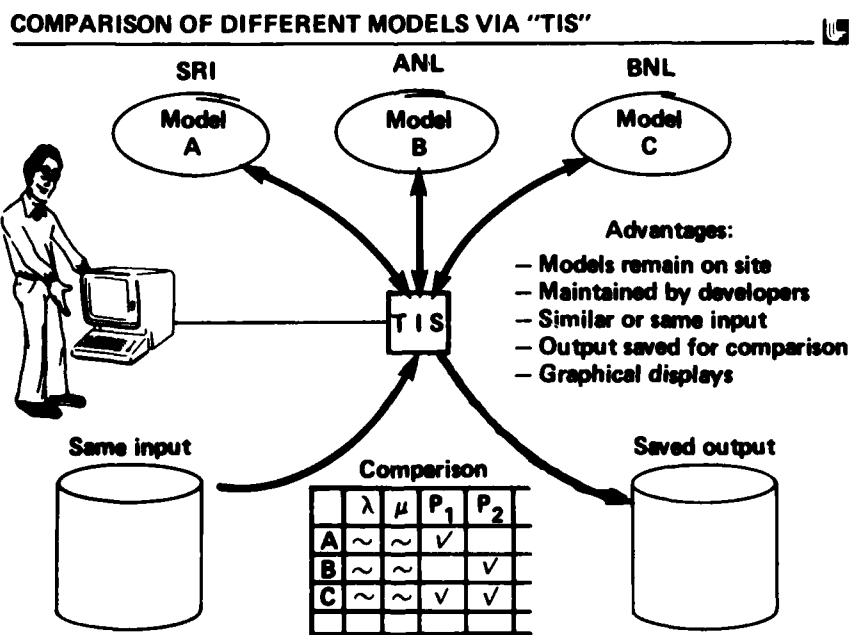 COMPARISON OF DIFFERENT MODELS VIA "TIS"
SRI
ANL
BNL
Model
A
Model
B
Model
C
Advantages:
— Models remain on site
— Maintained by developers
— Similar or same input
— Output saved for comparison
— Graphical displays
TIS
Same input
Saved output
Comparison
λ μ P1 P2
A ~ ~ √
B ~ ~ √
C ~ ~ √ √